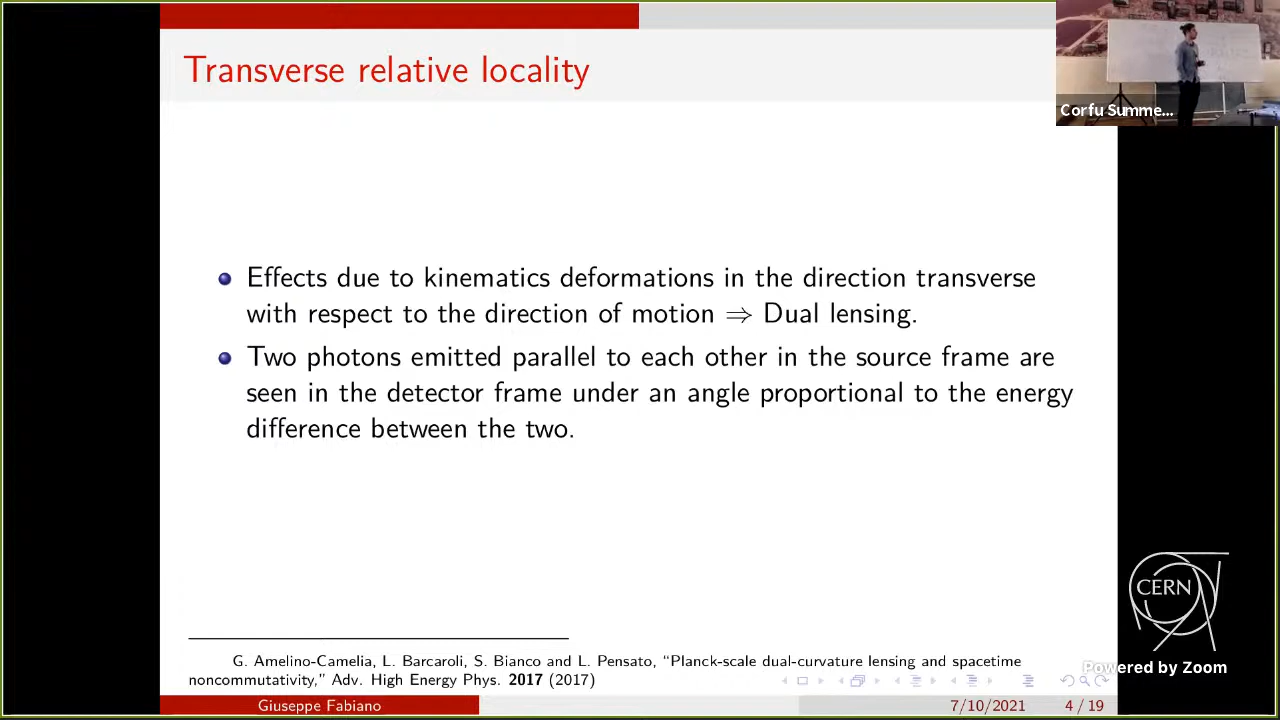 Transverse relative locality
Corfu Summe...
Effects due to kinematics deformations in the direction transverse
with respect to the direction of motion ⇒ Dual lensing.
Two photons emitted parallel to each other in the source frame are
seen in the detector frame under an angle proportional to the energy
difference between the two.
CERN
Powered by Zoom
G. Amelino-Camelia, L. Barcaroli, S. Bianco and L. Pensato, “Planck-scale dual-curvature lensing and spacetime
noncommutativity,” Adv. High Energy Phys. 2017 (2017)
Giuseppe Fabiano
7/10/2021
4 / 19